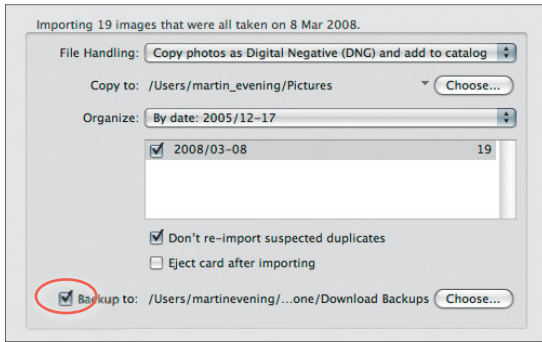 Importing 19 images that were all taken on 8 Mar 2008.
File Handling: Copy photos as Digital Negative (DNG) and add to catalog
Copy to: /Users/martin_evening/Pictures Choose...
Organize: By date: 2005/12-17
2008/03-08 19
Don't re-import suspected duplicates
Eject card after importing
Backup to: /Users/martinevening/...one/Download Backups Choose...